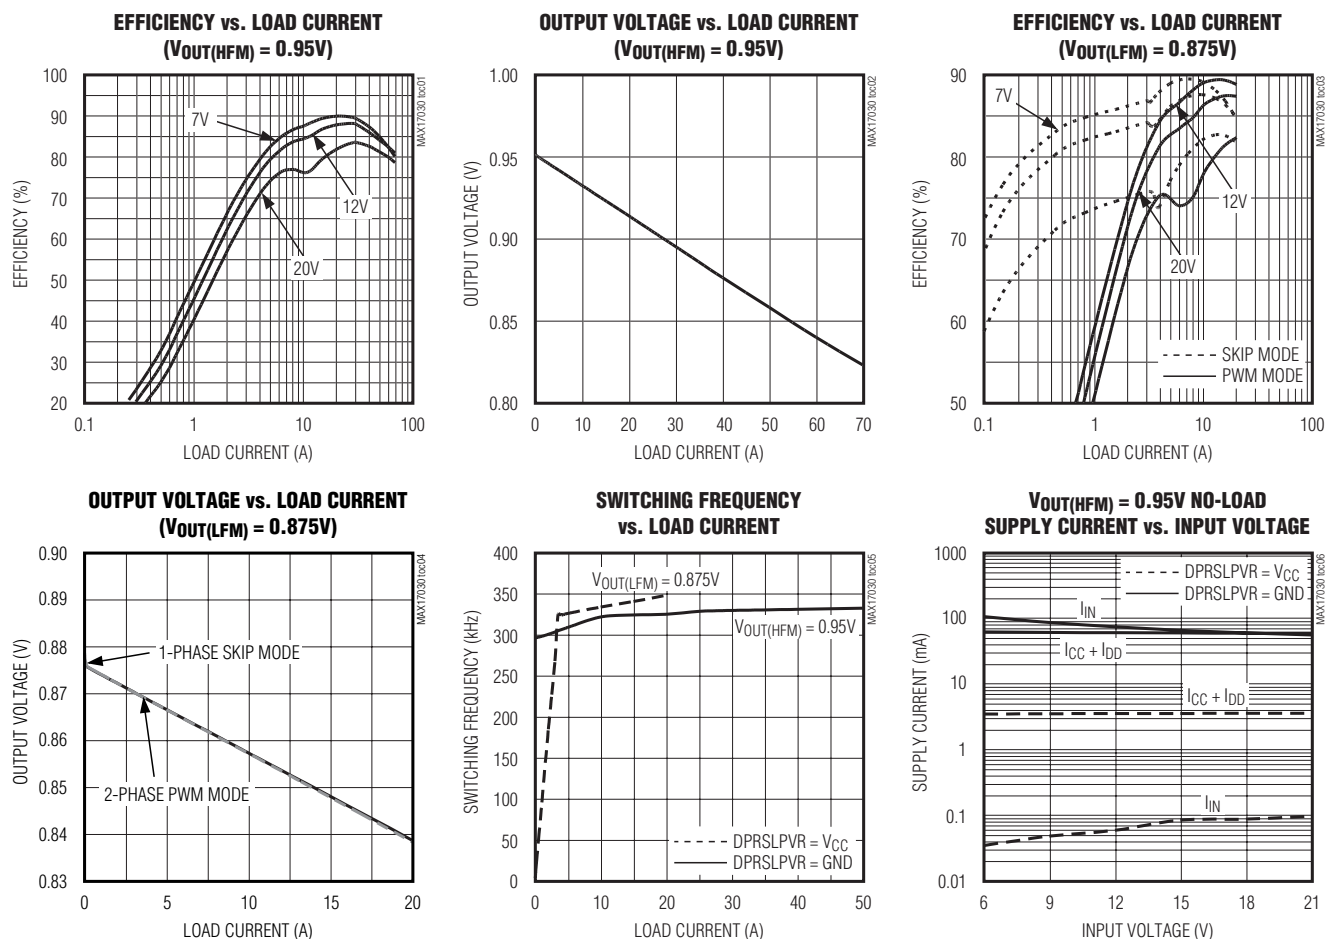 EFFICIENCY vs. LOAD CURRENT
(VOUT(HFM) = 0.95V)
100
90
80
70
60
50
40
30
20
EFFICIENCY (%)
7V
12V
20V
0.1
1
10
100
LOAD CURRENT (A)
MAX17030 toc01
OUTPUT VOLTAGE vs. LOAD CURRENT
(VOUT(HFM) = 0.95V)
1.00
0.95
0.90
0.85
0.80
OUTPUT VOLTAGE (V)
0
10
20
30
40
50
60
70
LOAD CURRENT (A)
MAX17030 toc02
EFFICIENCY vs. LOAD CURRENT
(VOUT(LFM) = 0.875V)
90
80
70
60
50
EFFICIENCY (%)
7V
12V
20V
SKIP MODE
PWM MODE
0.1
1
10
100
LOAD CURRENT (A)
MAX17030 toc03
OUTPUT VOLTAGE vs. LOAD CURRENT
(VOUT(LFM) = 0.875V)
0.90
0.89
0.88
0.87
0.86
0.85
0.84
0.83
OUTPUT VOLTAGE (V)
1-PHASE SKIP MODE
2-PHASE PWM MODE
0
5
10
15
20
LOAD CURRENT (A)
MAX17030 toc04
SWITCHING FREQUENCY
vs. LOAD CURRENT
400
350
300
250
200
150
100
50
0
SWITCHING FREQUENCY (kHz)
VOUT(LFM) = 0.875V
VOUT(HFM) = 0.95V
DPRSLPVR = VCC
DPRSLPVR = GND
0
10
20
30
40
50
LOAD CURRENT (A)
MAX17030 toc05
VOUT(HFM) = 0.95V NO-LOAD
SUPPLY CURRENT vs. INPUT VOLTAGE
1000
100
10
1
0.1
0.01
SUPPLY CURRENT (mA)
DPRSLPVR = VCC
DPRSLPVR = GND
IIN
ICC + IDD
ICC + IDD
IIN
6
9
12
15
18
21
INPUT VOLTAGE (V)
MAX17030 toc06